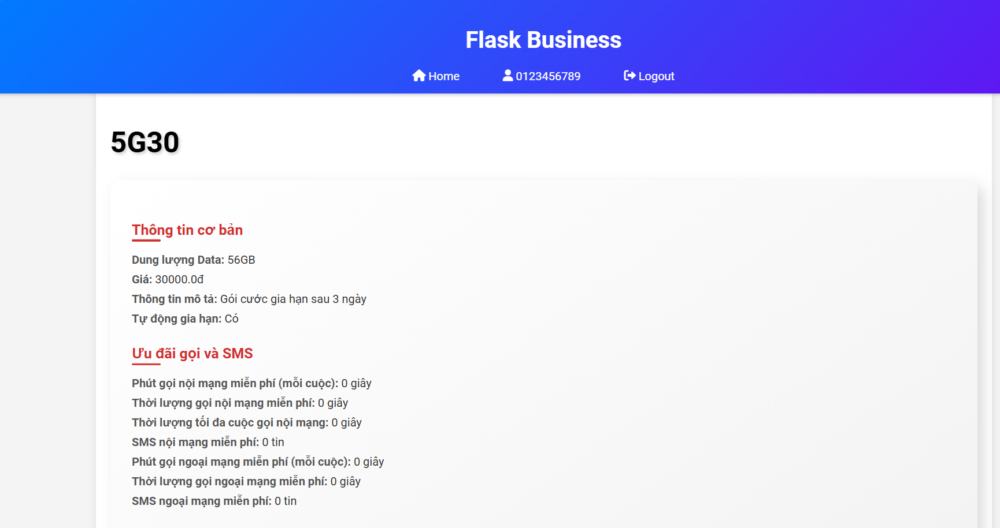 Flask Business
Home 0123456789 Logout
5G30
Thông tin cơ bản
Dung lượng Data: 56GB
Giá: 30000.0đ
Thông tin mô tả: Gói cước gia hạn sau 3 ngày
Tự động gia hạn: Có
Ưu đãi gọi và SMS
Phút gọi nội mạng miễn phí (mỗi cuộc): 0 giây
Thời lượng gọi nội mạng miễn phí: 0 giây
Thời lượng tối đa cuộc gọi nội mạng: 0 giây
SMS nội mạng miễn phí: 0 tin
Phút gọi ngoại mạng miễn phí (mỗi cuộc): 0 giây
Thời lượng gọi ngoại mạng miễn phí: 0 giây
SMS ngoại mạng miễn phí: 0 tin